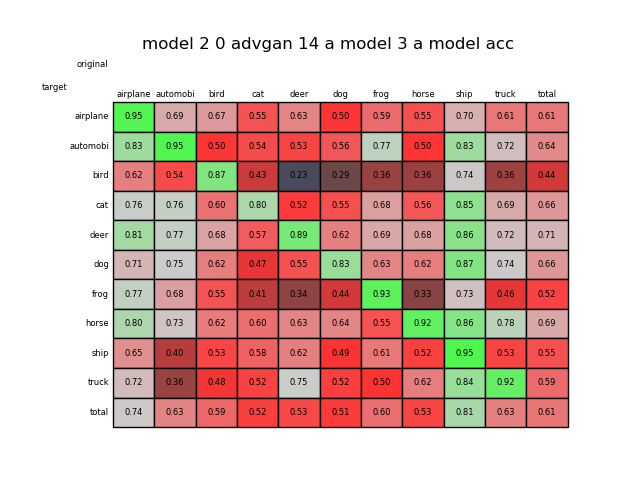 model 2 0 advgan 14 a model 3 a model acc
original
target
airplane automobi bird cat deer dog frog horse ship truck total
airplane 0.95 0.69 0.67 0.55 0.63 0.50 0.59 0.55 0.70 0.61 0.61
automobi 0.83 0.95 0.50 0.54 0.53 0.56 0.77 0.50 0.83 0.72 0.64
bird 0.62 0.54 0.87 0.43 0.23 0.29 0.36 0.36 0.74 0.36 0.44
cat 0.76 0.76 0.60 0.80 0.52 0.55 0.68 0.56 0.85 0.69 0.66
deer 0.81 0.77 0.68 0.57 0.89 0.62 0.69 0.68 0.86 0.72 0.71
dog 0.71 0.75 0.62 0.47 0.55 0.83 0.63 0.62 0.87 0.74 0.66
frog 0.77 0.68 0.55 0.41 0.34 0.44 0.93 0.33 0.73 0.46 0.52
horse 0.80 0.73 0.62 0.60 0.63 0.64 0.55 0.92 0.86 0.78 0.69
ship 0.65 0.40 0.53 0.58 0.62 0.49 0.61 0.52 0.95 0.53 0.55
truck 0.72 0.36 0.48 0.52 0.75 0.52 0.50 0.62 0.84 0.92 0.59
total 0.74 0.63 0.59 0.52 0.53 0.51 0.60 0.53 0.81 0.63 0.61